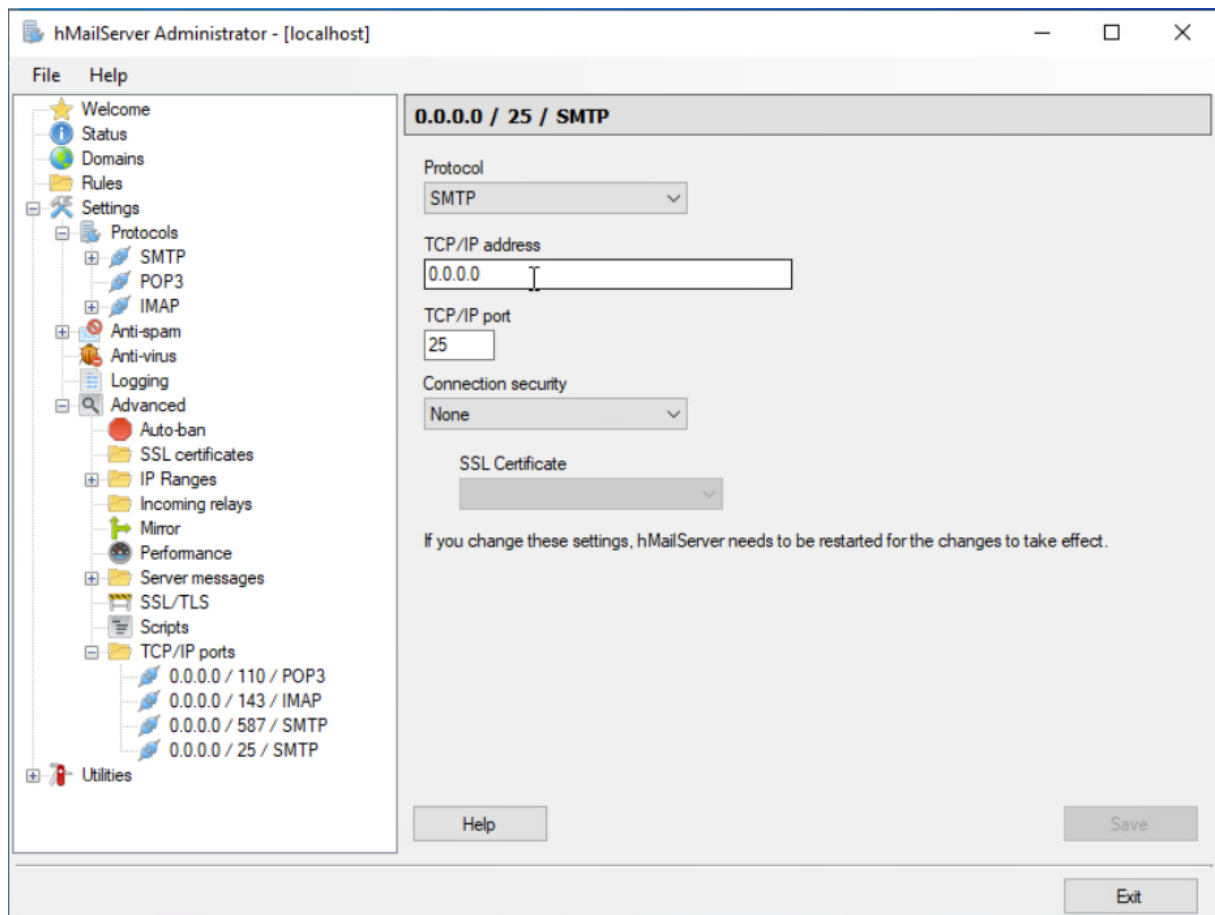 hMailServer Administrator - [localhost]
File Help
Welcome
Status
Domains
Rules
Settings
Protocols
SMTP
POP3
IMAP
Anti-spam
Anti-virus
Logging
Advanced
Auto-ban
SSL certificates
IP Ranges
Incoming relays
Mirror
Performance
Server messages
SSL/TLS
Scripts
TCP/IP ports
0.0.0.0 / 110 / POP3
0.0.0.0 / 143 / IMAP
0.0.0.0 / 587 / SMTP
0.0.0.0 / 25 / SMTP
Utilities
0.0.0.0 / 25 / SMTP
Protocol
SMTP
TCP/IP address
0.0.0.0
TCP/IP port
25
Connection security
None
SSL Certificate
If you change these settings, hMailServer needs to be restarted for the changes to take effect.
Help
Save
Exit